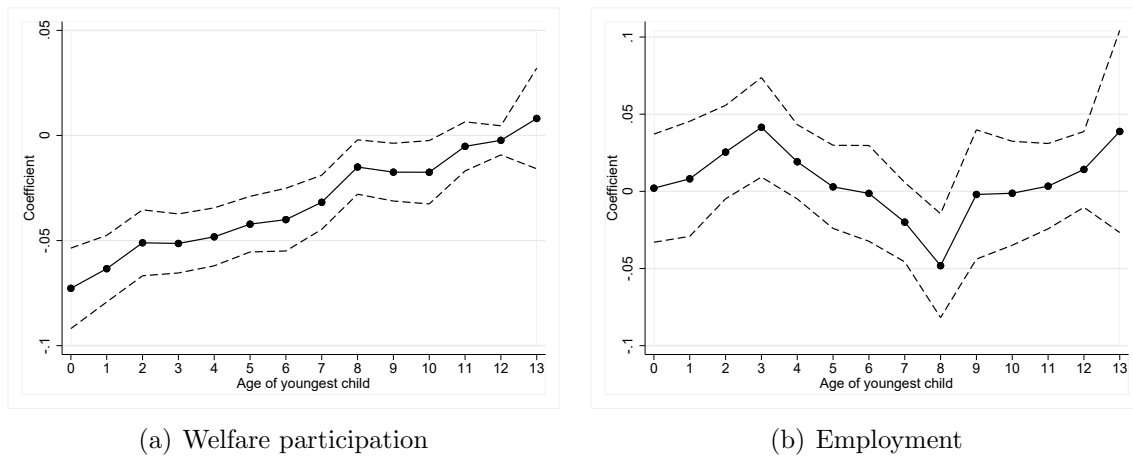 .05
0
-.05
-.1
Coefficient
0 1 2 3 4 5 6 7 8 9 10 11 12 13
Age of youngest child
(a) Welfare participation
.1
.05
0
-.05
-.1
Coefficient
0 1 2 3 4 5 6 7 8 9 10 11 12 13
Age of youngest child
(b) Employment